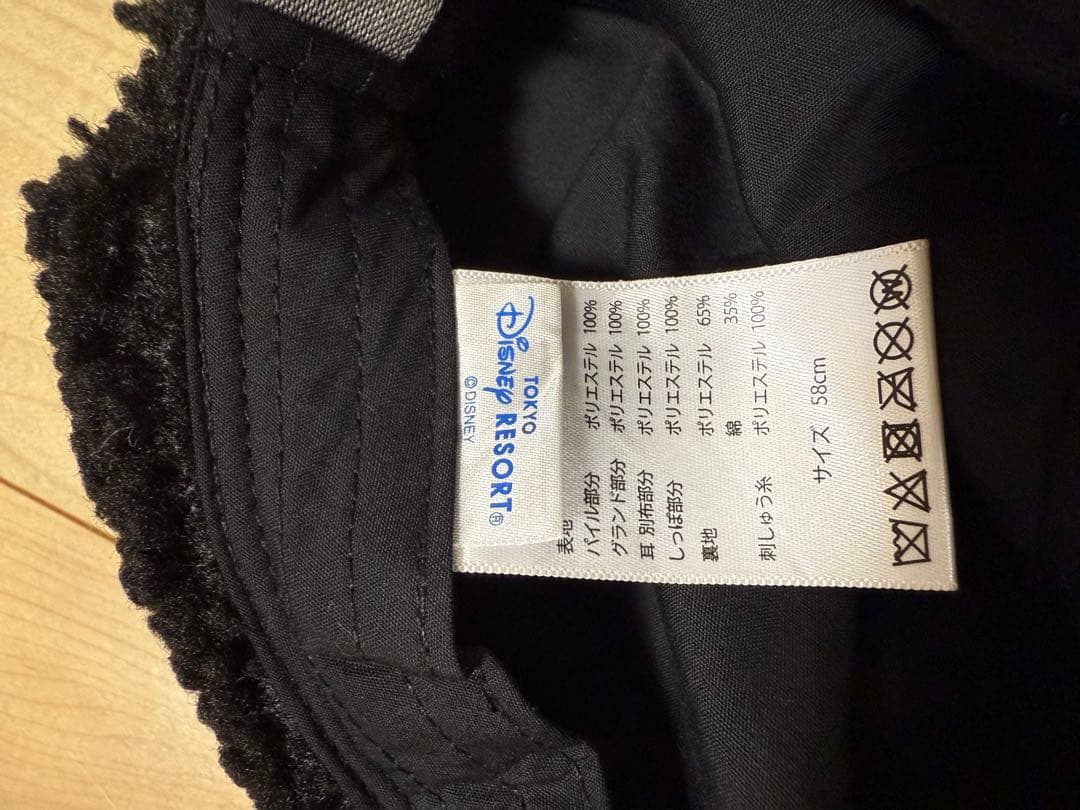 TOKYO
Disney RESORT®
©DISNEY
表地
パイル部分 ポリエステル 100%
グランド部分 ポリエステル 100%
耳 別布部分 ポリエステル 100%
しっぽ部分 ポリエステル 100%
裏地 ポリエステル 65%
綿 35%
刺しゅう糸 ポリエステル 100%
サイズ 58cm
W